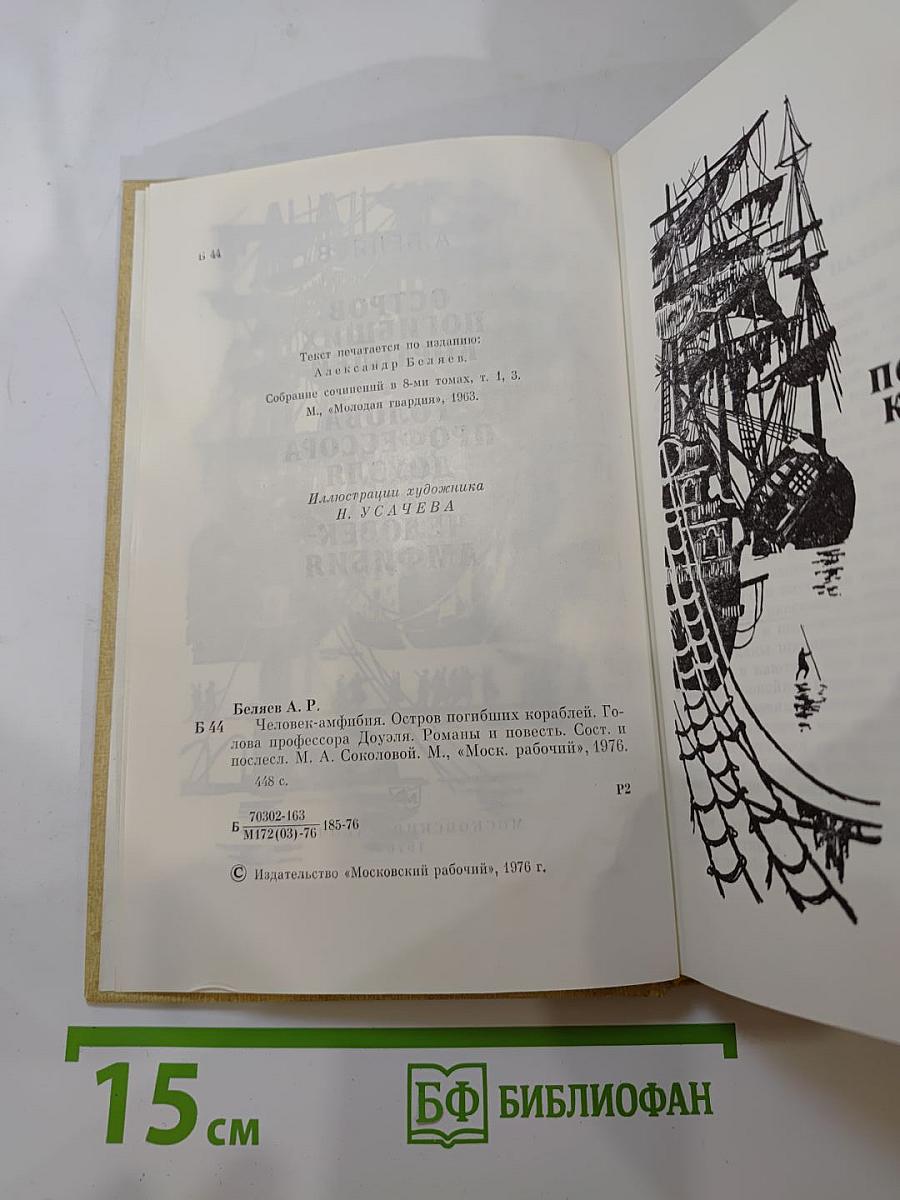 Б 44
Текст печатается по изданию:
Александр Беляев.
Собрание сочинений в 8-ми томах, т. 1, 3.
М., «Молодая гвардия», 1963.
Иллюстрации художника
Н. УСАЧЕВА
Беляев А. Р.
Б 44 Человек-амфибия. Остров погибших кораблей. Го-
лова профессора Доуэля. Романы и повесть. Сост. и
послесл. М. А. Соколовой. М., «Моск. рабочий», 1976.
448 с.
Р2
70302-163
Б 185-76
М172(03)-76
© Издательство «Московский рабочий», 1976 г.
15 см
БФ БИБЛИОФАН